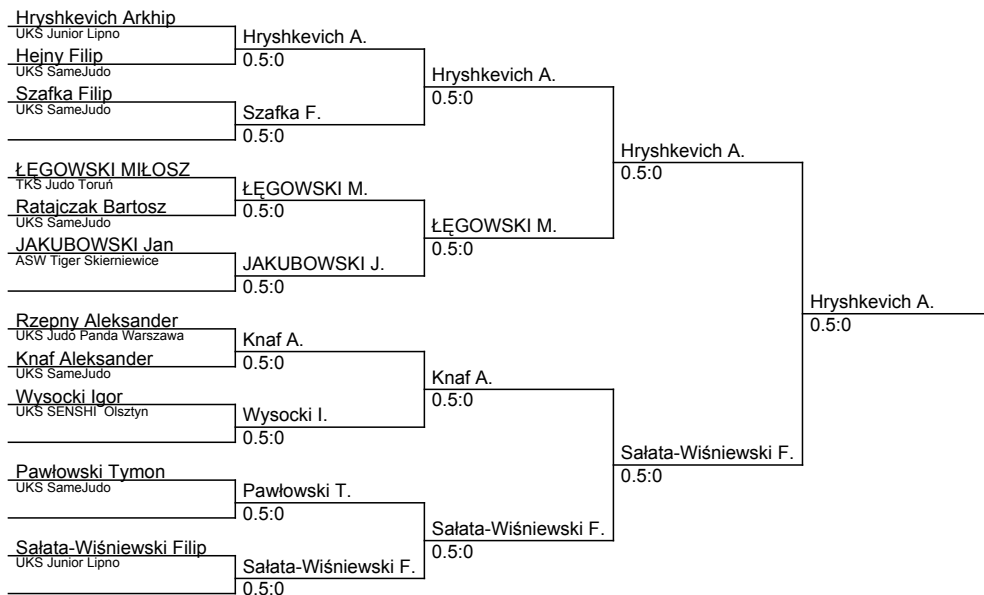 Hryshkevich Arkhip
UKS Junior Lipno
Hejny Filip
UKS SameJudo
Szafka Filip
UKS SameJudo
ŁĘGOWSKI MIŁOSZ
TKS Judo Toruń
Ratajczak Bartosz
UKS SameJudo
JAKUBOWSKI Jan
ASW Tiger Skierniewice
Rzepny Aleksander
UKS Judo Panda Warszawa
Knaf Aleksander
UKS SameJudo
Wysocki Igor
UKS SENSHI Olsztyn
Pawłowski Tymon
UKS SameJudo
Sałata-Wiśniewski Filip
UKS Junior Lipno
Hryshkevich A.
0.5:0
Szafka F.
0.5:0
ŁĘGOWSKI M.
0.5:0
JAKUBOWSKI J.
0.5:0
Knaf A.
0.5:0
Wysocki I.
0.5:0
Pawłowski T.
0.5:0
Sałata-Wiśniewski F.
0.5:0
Hryshkevich A.
0.5:0
ŁĘGOWSKI M.
0.5:0
Knaf A.
0.5:0
Sałata-Wiśniewski F.
0.5:0
Hryshkevich A.
0.5:0
Sałata-Wiśniewski F.
0.5:0
Hryshkevich A.
0.5:0